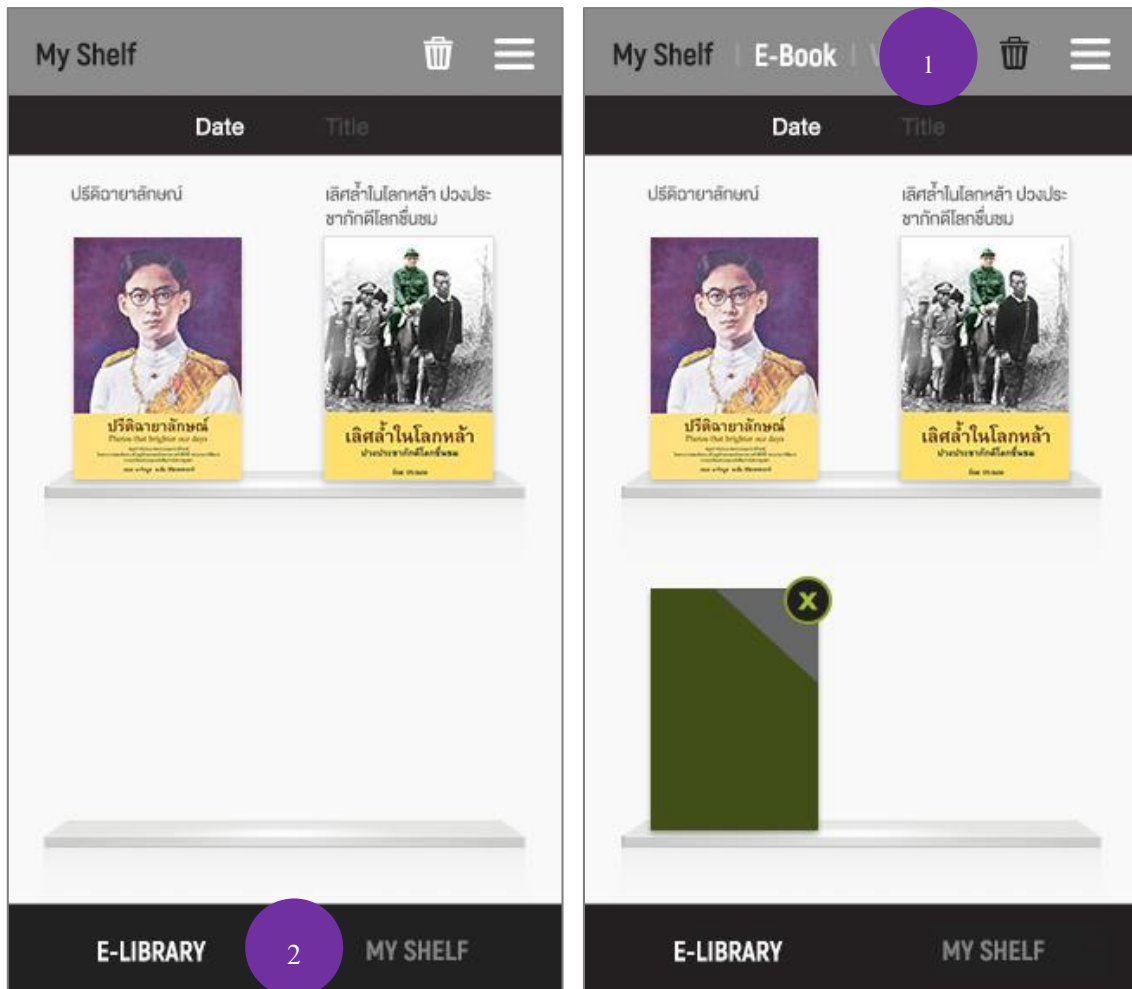 My Shelf
Date Title
ปรีติฉายาลักษณ์
เลิศล้ำในโลกหล้า ปวงประ
ชาภักดีโลกชื่นชม
ปรีติฉายาลักษณ์
Photos that brighter our days
เลิศล้ำในโลกหล้า
ปวงประชาภักดีโลกชื่นชม
E-LIBRARY 2 MY SHELF
My Shelf | E-Book | V 1
Date Title
ปรีติฉายาลักษณ์
เลิศล้ำในโลกหล้า ปวงประ
ชาภักดีโลกชื่นชม
ปรีติฉายาลักษณ์
Photos that brighter our days
เลิศล้ำในโลกหล้า
ปวงประชาภักดีโลกชื่นชม
X
E-LIBRARY MY SHELF